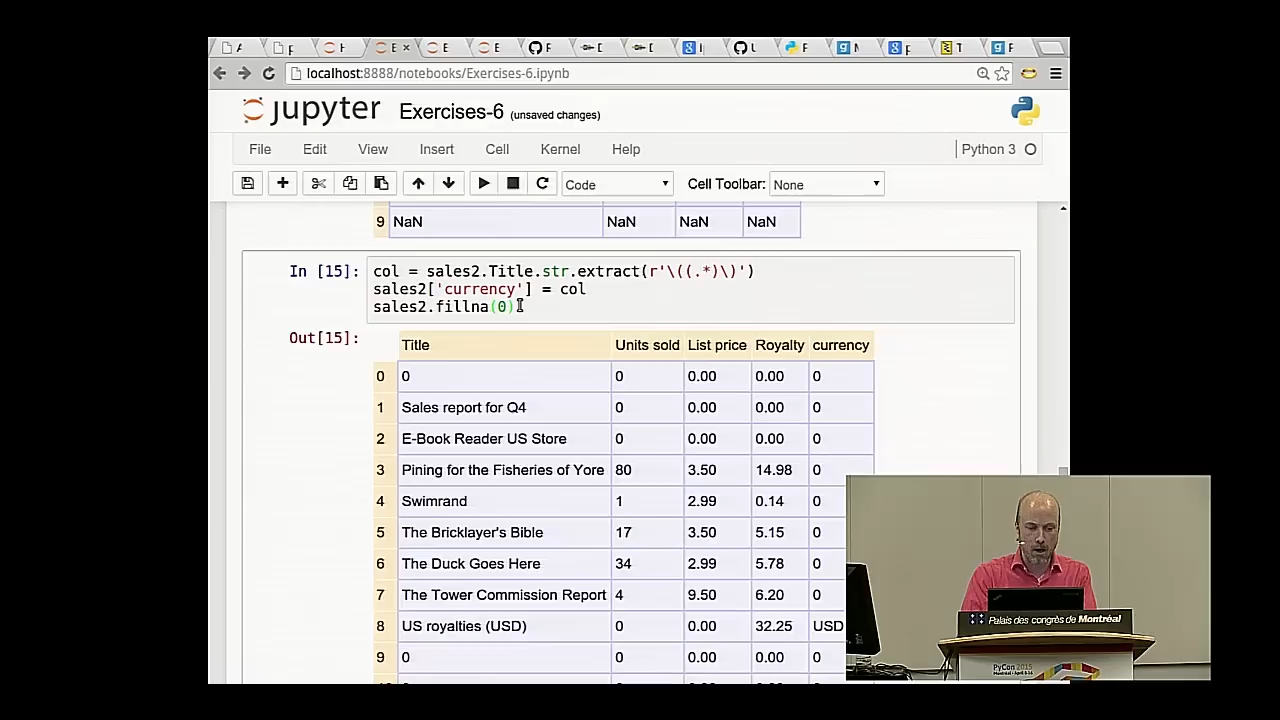 localhost:8888/notebooks/Exercises-6.ipynb
jupyter Exercises-6 (unsaved changes)
File Edit View Insert Cell Kernel Help Python 3
Code Cell Toolbar: None
9 NaN NaN NaN NaN
In [15]: col = sales2.Title.str.extract(r'\((.*)\)')
sales2['currency'] = col
sales2.fillna(0)
Out[15]:
Title Units sold List price Royalty currency
0 0 0 0.00 0.00 0
1 Sales report for Q4 0 0.00 0.00 0
2 E-Book Reader US Store 0 0.00 0.00 0
3 Pining for the Fisheries of Yore 80 3.50 14.98 0
4 Swimrand 1 2.99 0.14 0
5 The Bricklayer's Bible 17 3.50 5.15 0
6 The Duck Goes Here 34 2.99 5.78 0
7 The Tower Commission Report 4 9.50 6.20 0
8 US royalties (USD) 0 0.00 32.25 USD
9 0 0 0.00 0.00 0
Palais des congrès de Montréal
PyCon 2015